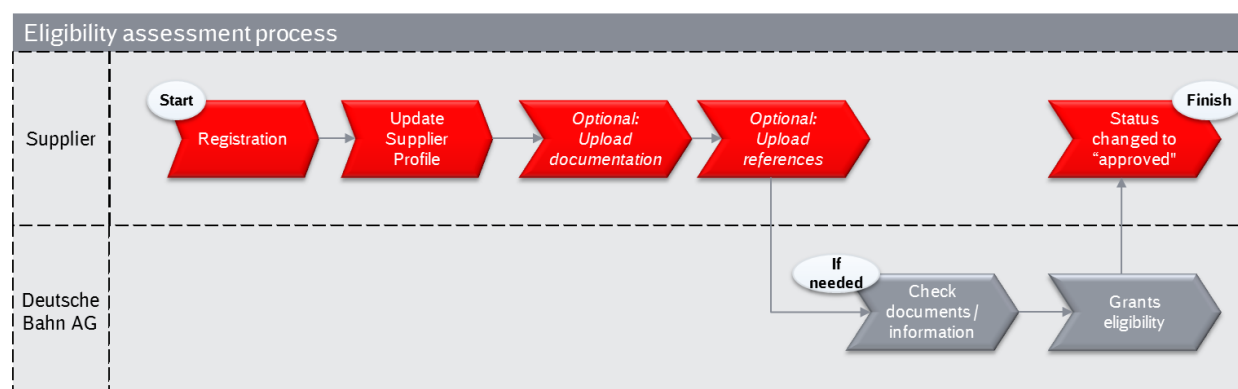 Eligibility assessment process
Supplier
Start
Registration
Update
Supplier
Profile
Optional:
Upload
documentation
Optional:
Upload
references
Finish
Status
changed to
“approved"
Deutsche
Bahn AG
If
needed
Check
documents /
information
Grants
eligibility